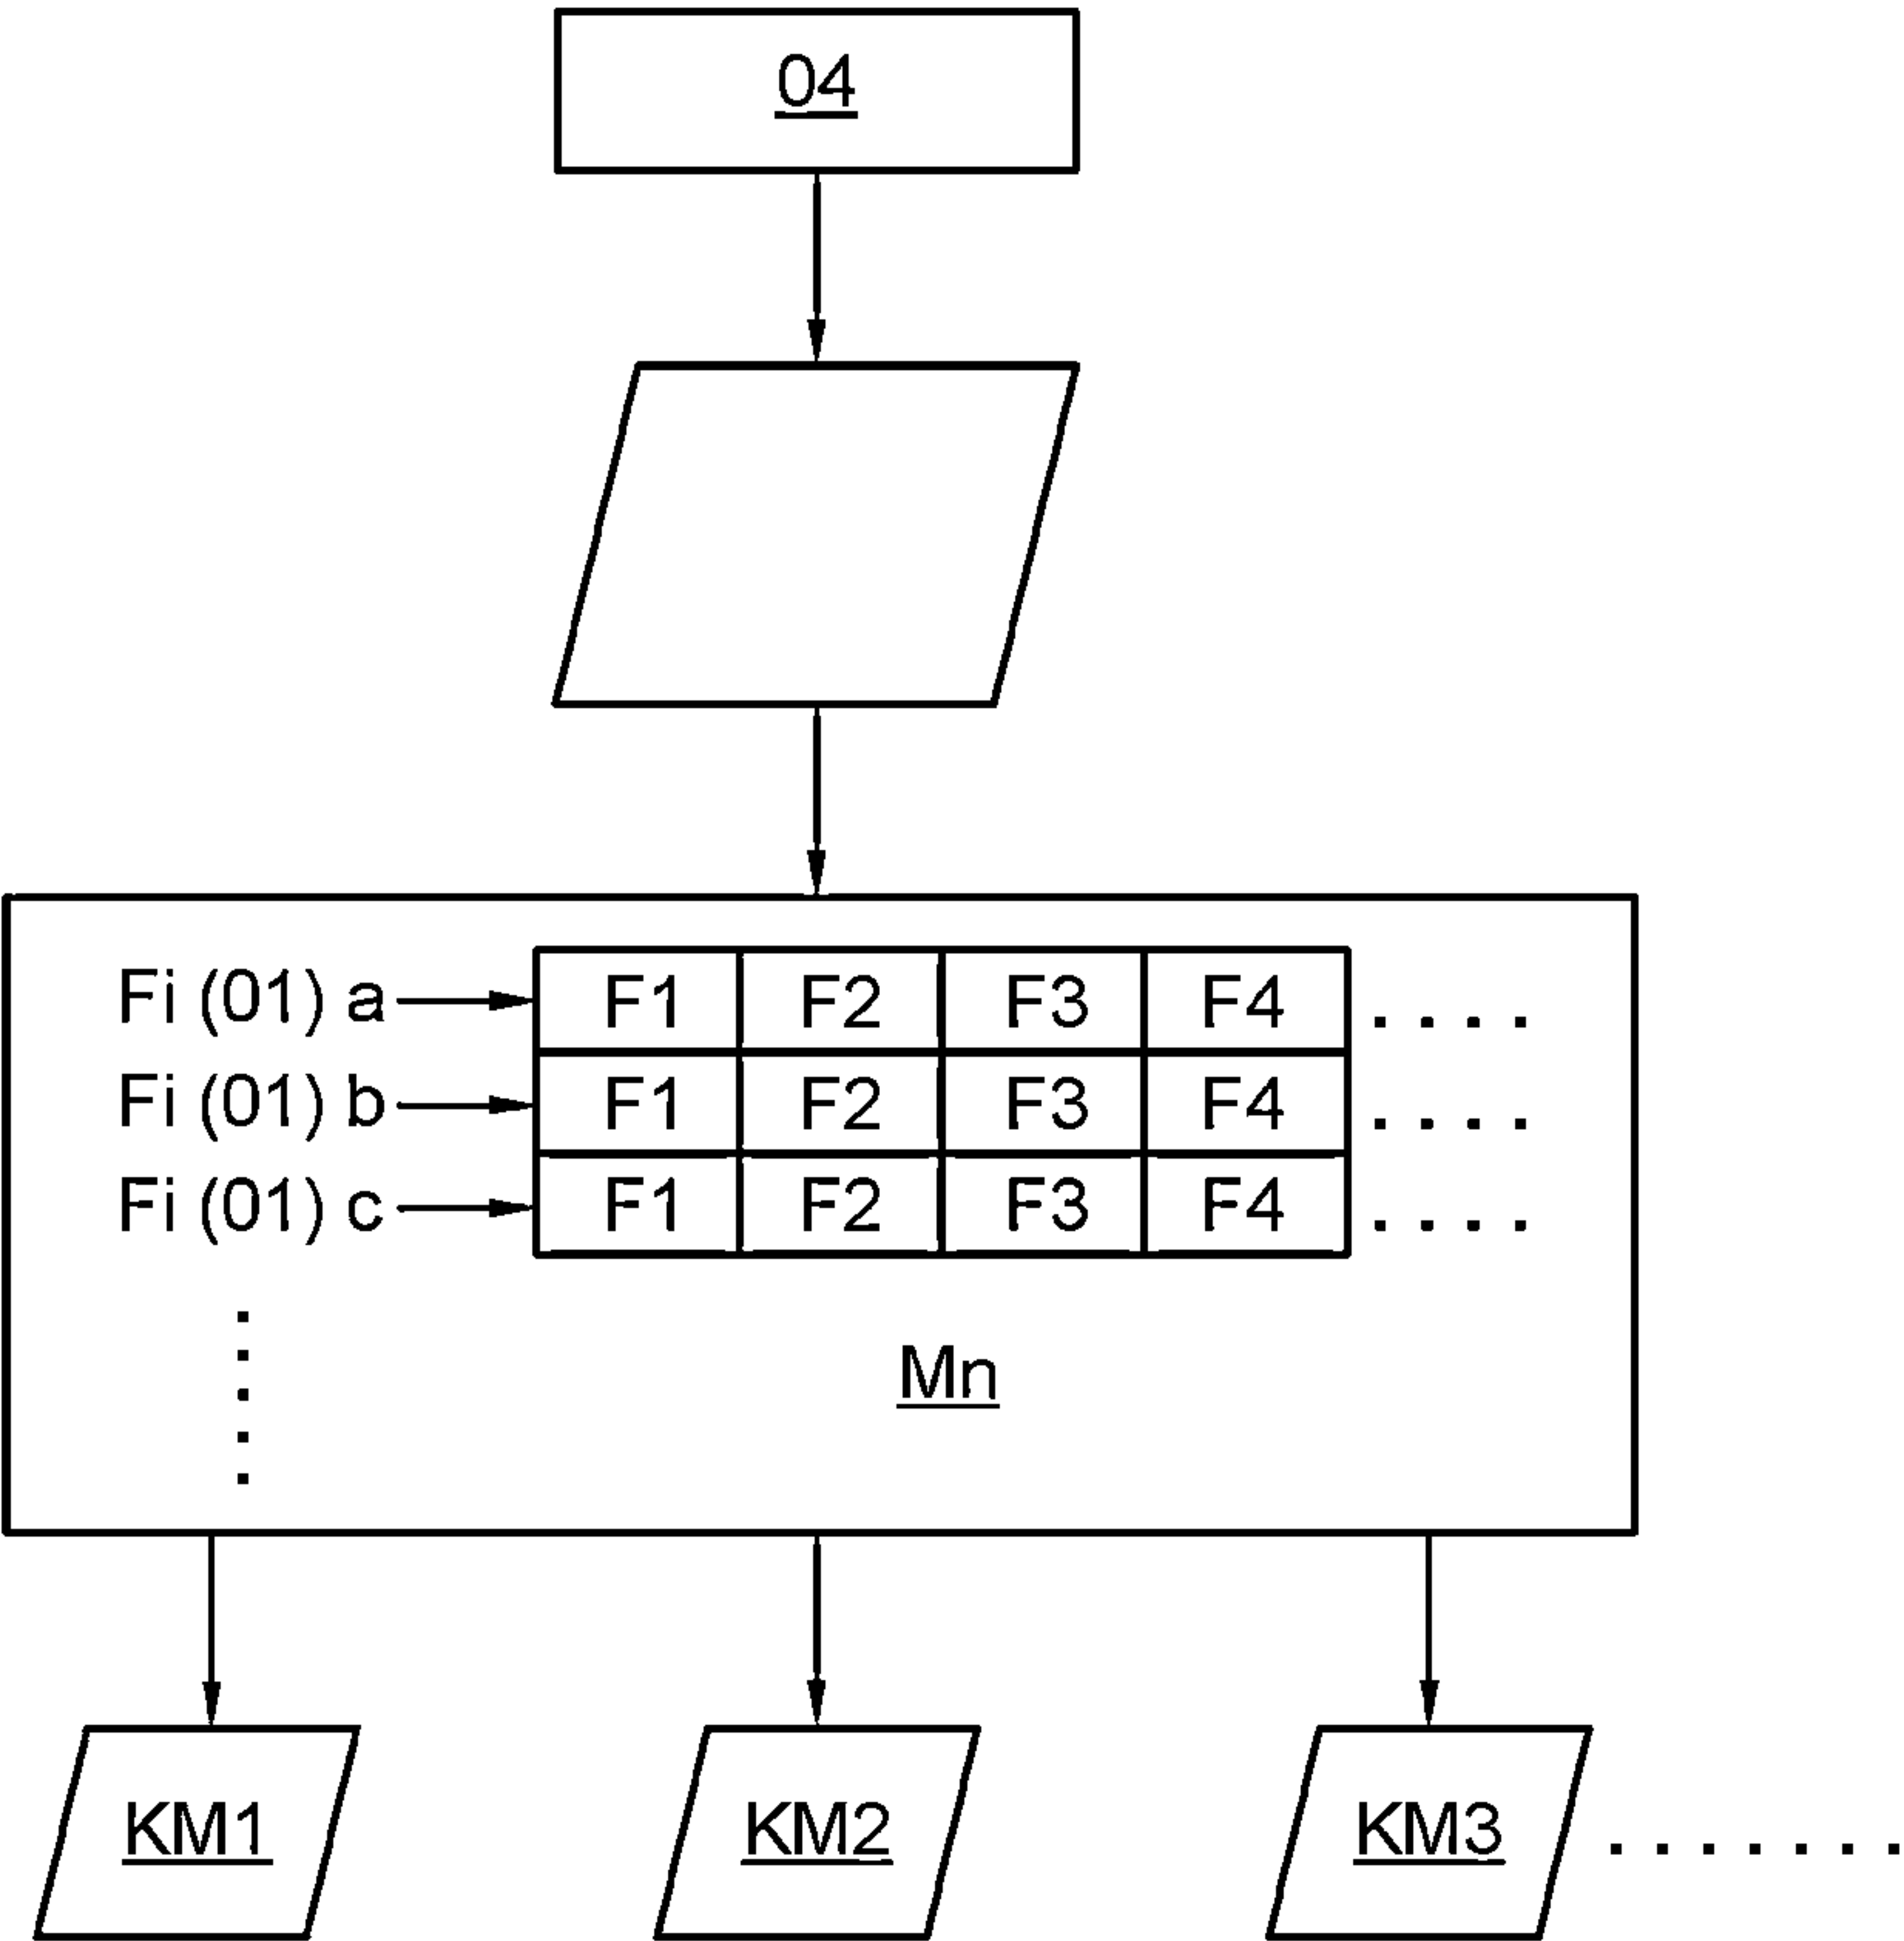 04
Fi (01) a F1 F2 F3 F4 . . . .
Fi (01) b F1 F2 F3 F4 . . . .
Fi (01) c F1 F2 F3 F4 . . . .
Mn
KM1 KM2 KM3 . . . . . . .